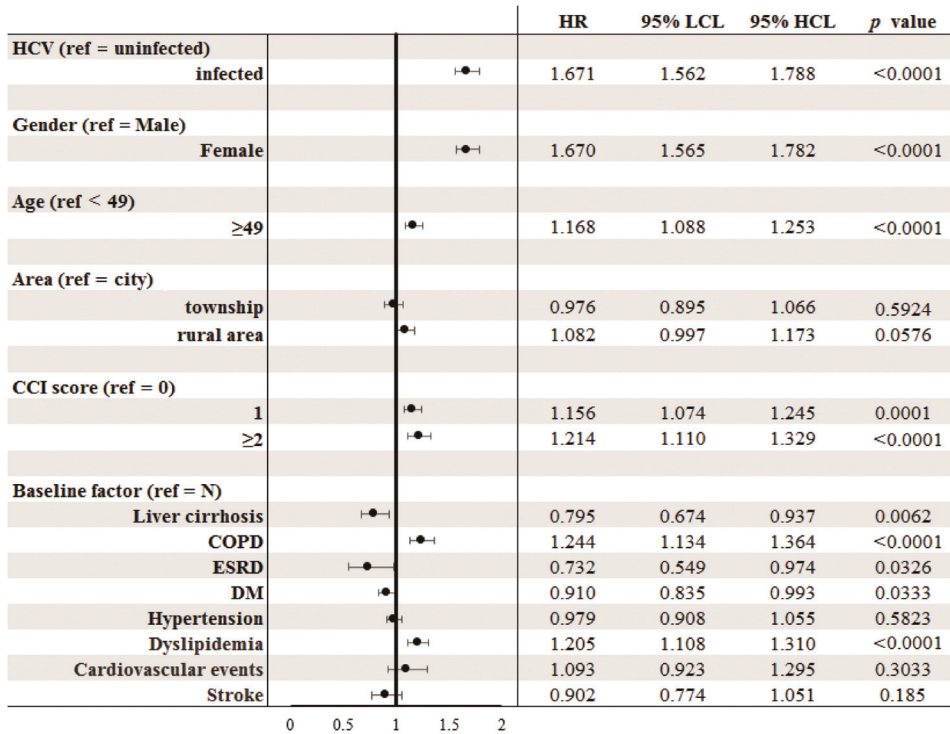 HR 95% LCL 95% HCL p value
HCV (ref = uninfected)
infected 1.671 1.562 1.788 <0.0001
Gender (ref = Male)
Female 1.670 1.565 1.782 <0.0001
Age (ref < 49)
≥49 1.168 1.088 1.253 <0.0001
Area (ref = city)
township 0.976 0.895 1.066 0.5924
rural area 1.082 0.997 1.173 0.0576
CCI score (ref = 0)
1 1.156 1.074 1.245 0.0001
≥2 1.214 1.110 1.329 <0.0001
Baseline factor (ref = N)
Liver cirrhosis 0.795 0.674 0.937 0.0062
COPD 1.244 1.134 1.364 <0.0001
ESRD 0.732 0.549 0.974 0.0326
DM 0.910 0.835 0.993 0.0333
Hypertension 0.979 0.908 1.055 0.5823
Dyslipidemia 1.205 1.108 1.310 <0.0001
Cardiovascular events 1.093 0.923 1.295 0.3033
Stroke 0.902 0.774 1.051 0.185
0 0.5 1 1.5 2